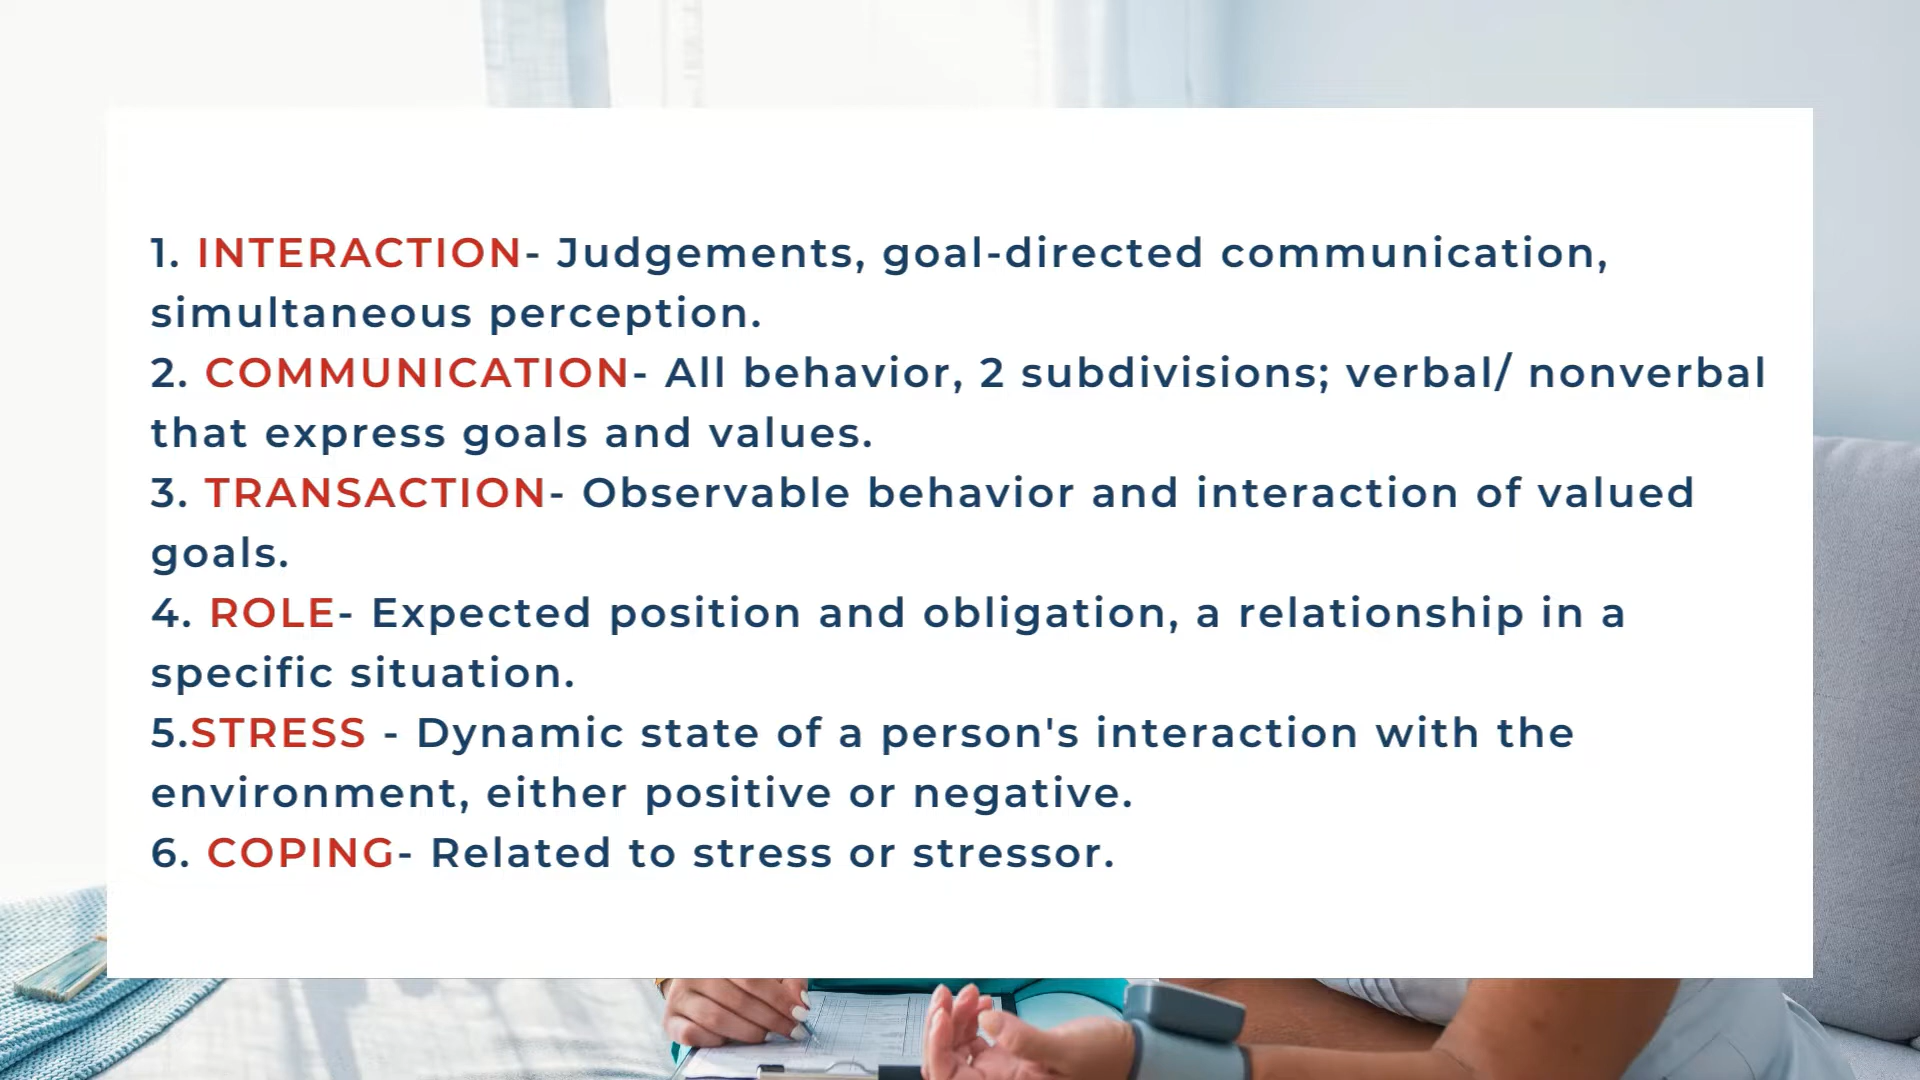 1. INTERACTION- Judgements, goal-directed communication,
simultaneous perception.
2. COMMUNICATION- All behavior, 2 subdivisions; verbal/ nonverbal
that express goals and values.
3. TRANSACTION- Observable behavior and interaction of valued
goals.
4. ROLE- Expected position and obligation, a relationship in a
specific situation.
5.STRESS - Dynamic state of a person's interaction with the
environment, either positive or negative.
6. COPING- Related to stress or stressor.